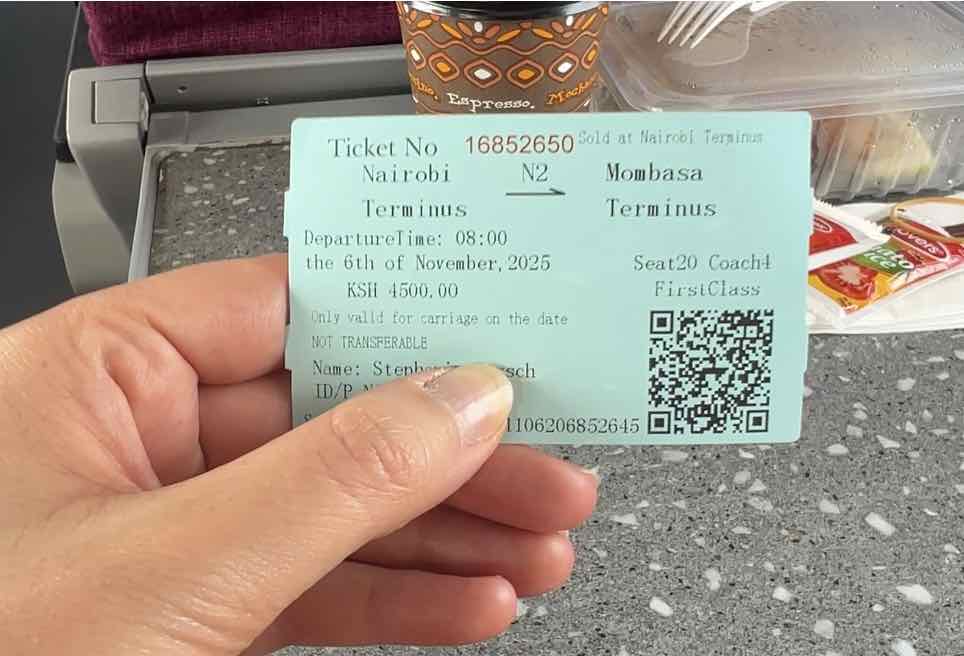 Espresso.
Ticket No 16852650 Sold at Nairobi Terminus
Nairobi N2 Mombasa
Terminus Terminus
DepartureTime: 08:00
the 6th of November,2025 Seat20 Coach4
KSH 4500.00 FirstClass
Only valid for carriage on the date
NOT TRANSFERABLE
Name:
ID/P
1106206852645